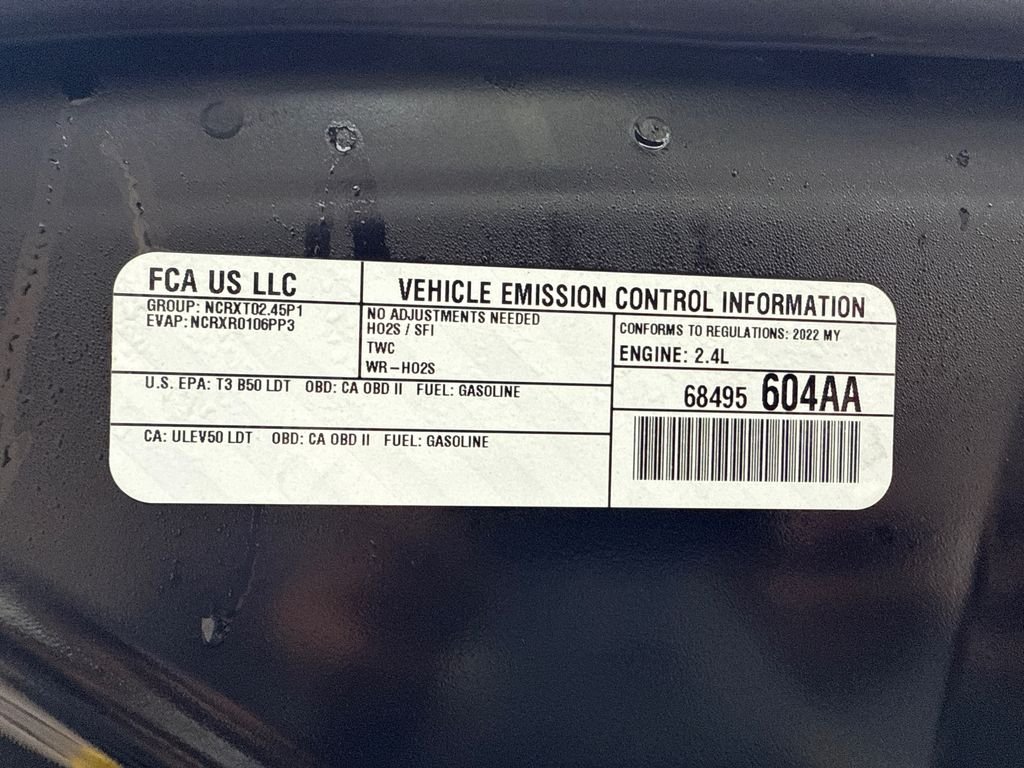 FCA US LLC
VEHICLE EMISSION CONTROL INFORMATION
GROUP: NCRXT02.45P1
EVAP: NCRXR0106PP3
NO ADJUSTMENTS NEEDED
HO2S / SFI
TWC
WR-HO2S
CONFORMS TO REGULATIONS: 2022 MY
ENGINE: 2.4L
68495 604AA
U.S. EPA: T3 B50 LDT OBD: CA OBD II FUEL: GASOLINE
CA: ULEV50 LDT OBD: CA OBD II FUEL: GASOLINE